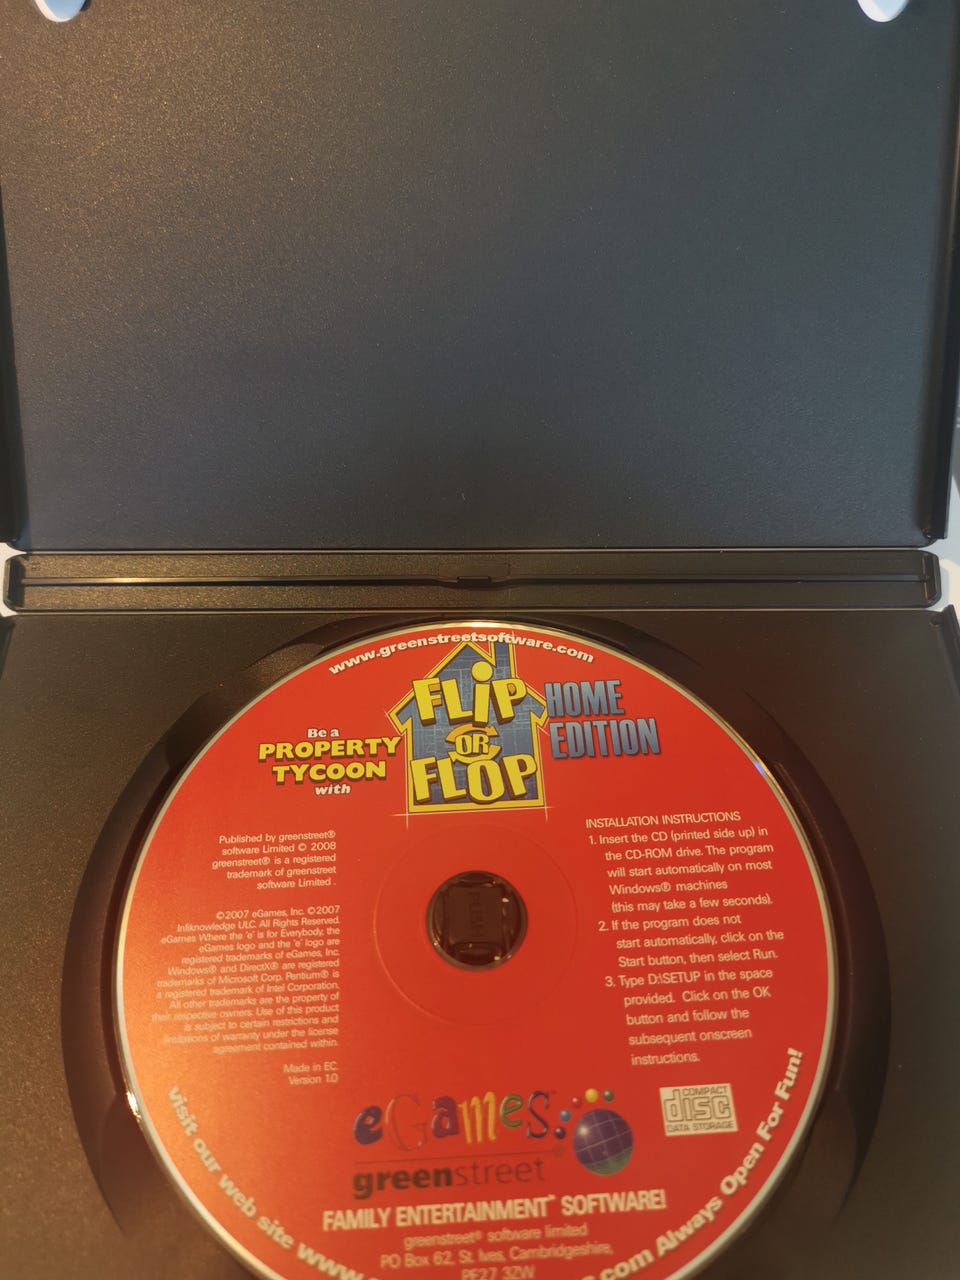 www.greenstreetsoftware.com
Be a
PROPERTY
TYCOON
with
FLiP
OR
FLOP
HOME
EDITION
Published by greenstreet®
software Limited © 2008
greenstreet® is a registered
trademark of greenstreet
software Limited .
©2007 eGames, Inc. ©2007
Infiknowledge ULC. All Rights Reserved.
eGames Where the 'e' is for Everybody, the
eGames logo and the 'e' logo are
registered trademarks of eGames, Inc.
Windows® and DirectX® are registered
trademarks of Microsoft Corp. Pentium® is
a registered trademark of Intel Corporation.
All other trademarks are the property of
their respective owners. Use of this product
is subject to certain restrictions and
limitations of warranty under the license
agreement contained within.
Made in EC.
Version 1.0
INSTALLATION INSTRUCTIONS
1. Insert the CD (printed side up) in
the CD-ROM drive. The program
will start automatically on most
Windows® machines
(this may take a few seconds).
2. If the program does not
start automatically, click on the
Start button, then select Run.
3. Type D:\SETUP in the space
provided. Click on the OK
button and follow the
subsequent onscreen
instructions.
PUSH
eGames
greenstreet®
COMPACT
disc
DATA STORAGE
FAMILY ENTERTAINMENT™ SOFTWARE!
greenstreet® software limited
PO Box 62, St. Ives, Cambridgeshire,
PE27 3ZW
visit our web site www.
s.com Always Open For Fun!